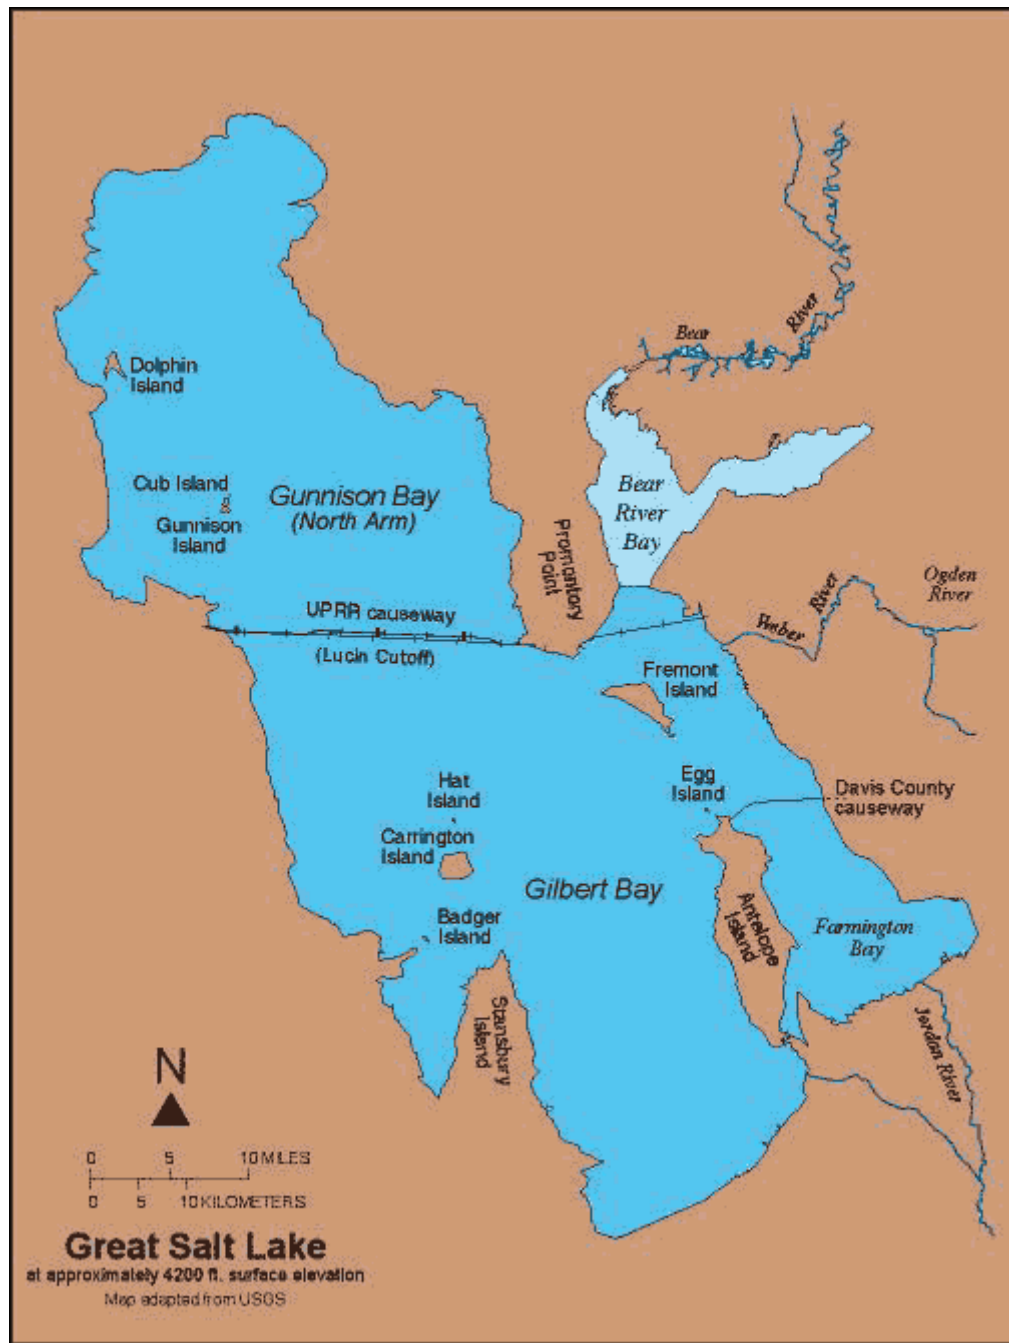 Bear
River
Dolphin
Island
Cub Island
Gunnison
Island
Gunnison Bay
(North Arm)
Bear
River
Bay
Promontory
Point
UPRR causeway
(Lucin Cutoff)
River
Ogden
River
Fremont
Island
Hat
Island
Egg
Island
Davis County
causeway
Carrington
Island
Gilbert Bay
Antelope
Island
Farmington
Bay
Badger
Island
Stansbury
Island
Jordan River
N
0 5 10 MILES
0 5 10 KILOMETERS
Great Salt Lake
at approximately 4200 ft. surface elevation
Map adapted from USGS